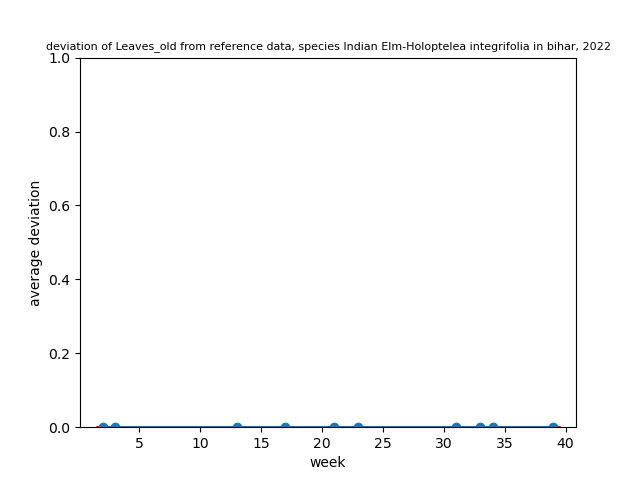 deviation of Leaves_old from reference data, species Indian Elm-Holoptelea integrifolia in bihar, 2022
1.0
0.8
0.6
0.4
0.2
0.0
average deviation
5 10 15 20 25 30 35 40
week